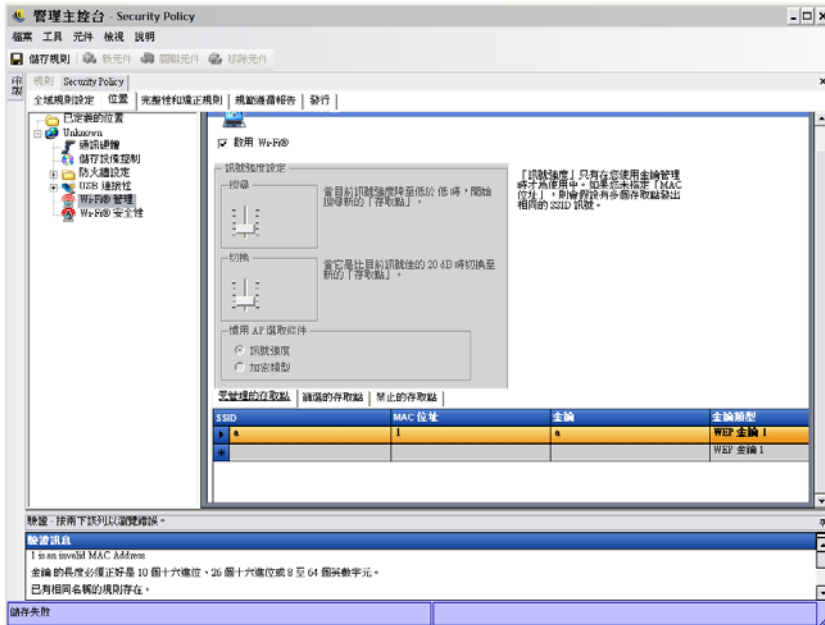 管理主控台 - Security Policy
檔案 工具 元件 檢視 說明
儲存規則 新元件 關聯元件 移除元件
規則 Security Policy
全域規則設定 位置 完整性和矯正規則 規範遵循報告 發行
已定義的位置
Unknown
通訊硬體
儲存設備控制
防火牆設定
USB 連接性
Wi-Fi® 管理
Wi-Fi® 安全性
啟用 Wi-Fi®
訊號強度設定
搜尋
當目前訊號強度降至低於 低 時,開始
搜尋新的「存取點」。
切換
當它是比目前訊號佳的 20 dB 時切換至
新的「存取點」。
慣用 AP 選取條件
訊號強度
加密類型
「訊號強度」只有在您使用金鑰管理
時才為使用中。如果您未指定「MAC
位址」,則會假設有多個存取點發出
相同的 SSID 訊號。
受管理的存取點 篩選的存取點 禁止的存取點
SSID MAC 位址 金鑰 金鑰類型
a 1 a WEP 金鑰 1
WEP 金鑰 1
驗證 - 按兩下該列以瀏覽錯誤。
驗證訊息
1 is an invalid MAC Address
金鑰 的長度必須正好是 10 個十六進位、26 個十六進位或 8 至 64 個英數字元。
已有相同名稱的規則存在。
儲存失敗